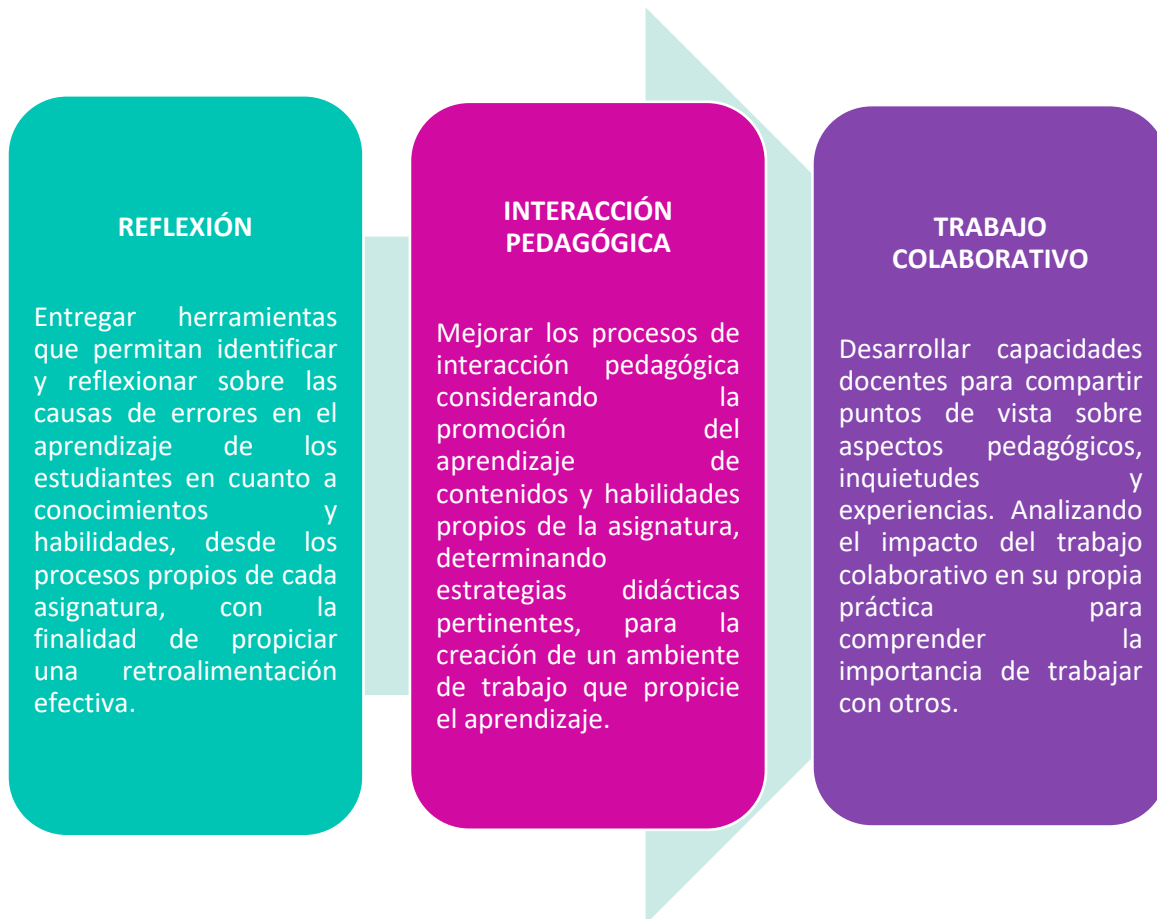 REFLEXIÓN
Entregar herramientas
que permitan identificar
y reflexionar sobre las
causas de errores en el
aprendizaje de los
estudiantes en cuanto a
conocimientos y
habilidades, desde los
procesos propios de cada
asignatura, con la
finalidad de propiciar
una retroalimentación
efectiva.
INTERACCIÓN
PEDAGÓGICA
Mejorar los procesos de
interacción pedagógica
considerando la
promoción del
aprendizaje de
contenidos y habilidades
propios de la asignatura,
determinando
estrategias didácticas
pertinentes, para la
creación de un ambiente
de trabajo que propicie
el aprendizaje.
TRABAJO
COLABORATIVO
Desarrollar capacidades
docentes para compartir
puntos de vista sobre
aspectos pedagógicos,
inquietudes y
experiencias. Analizando
el impacto del trabajo
colaborativo en su propia
práctica para
comprender la
importancia de trabajar
con otros.